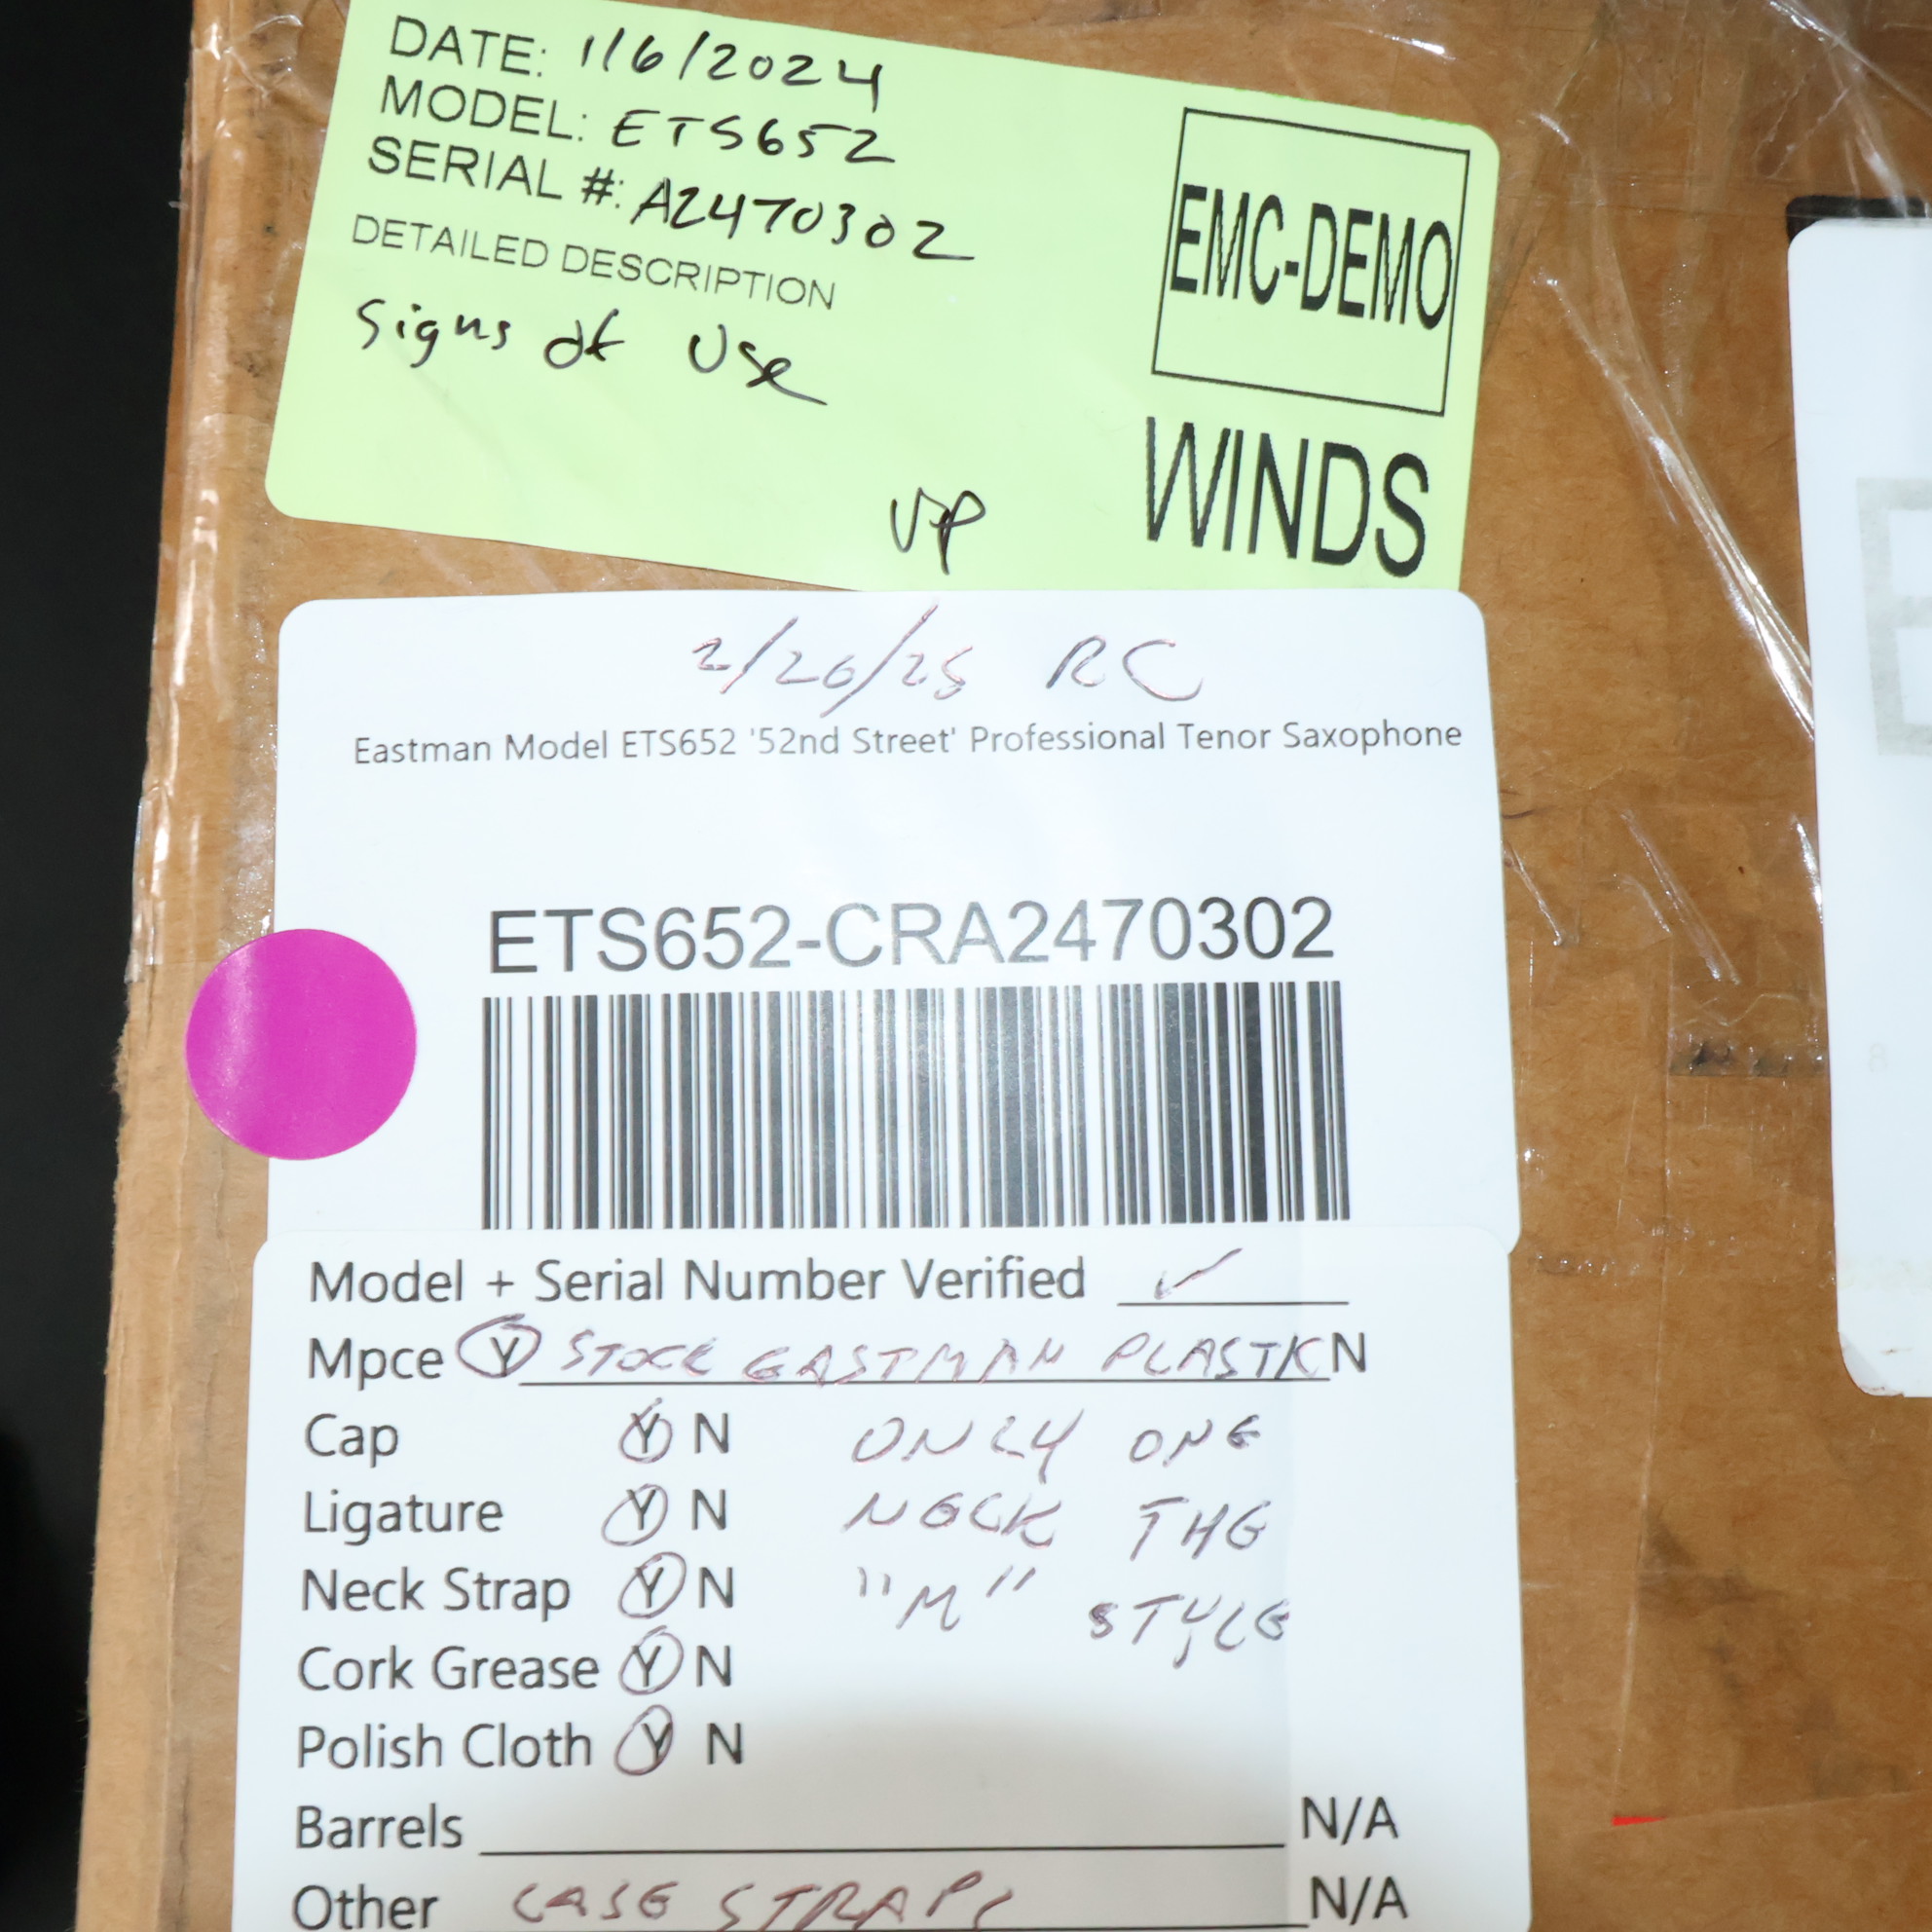 DATE: 1/6/2024
MODEL: ETS652
SERIAL #: A2470302
DETAILED DESCRIPTION
Signs of Use
EMC-DEMO
WINDS
VP
2/26/25 RC
Eastman Model ETS652 '52nd Street' Professional Tenor Saxophone
ETS652-CRA2470302
Model + Serial Number Verified ✓
Mpce Y STOCK EASTMAN PLASTIC N
Cap Y N ONLY ONE
Ligature Y N NECK THE
Neck Strap Y N "M" STYLE
Cork Grease Y N
Polish Cloth Y N
Barrels N/A
Other CASE STRAPS N/A